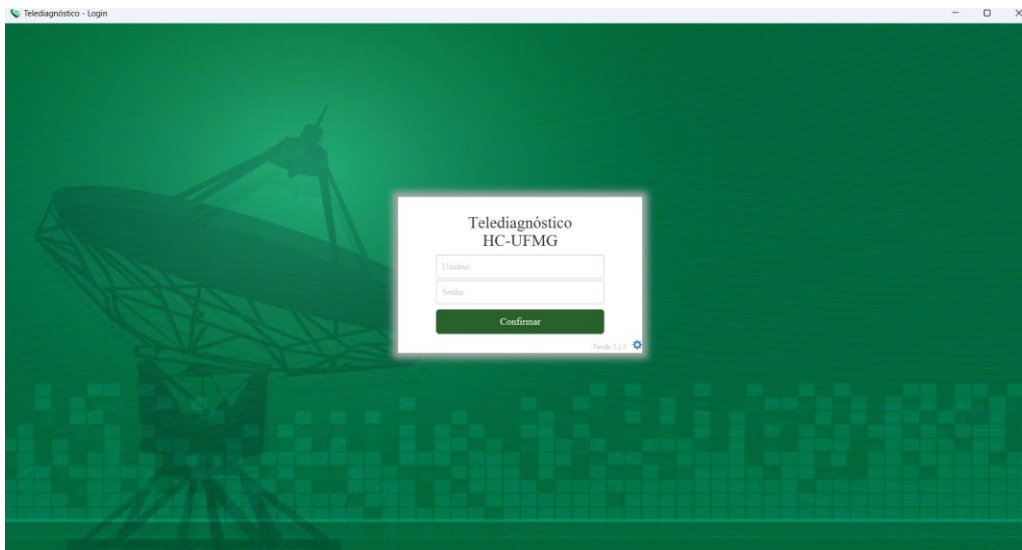 Telediagnóstico - Login
Telediagnóstico
HC-UFMG
Usuário
Senha
Confirmar